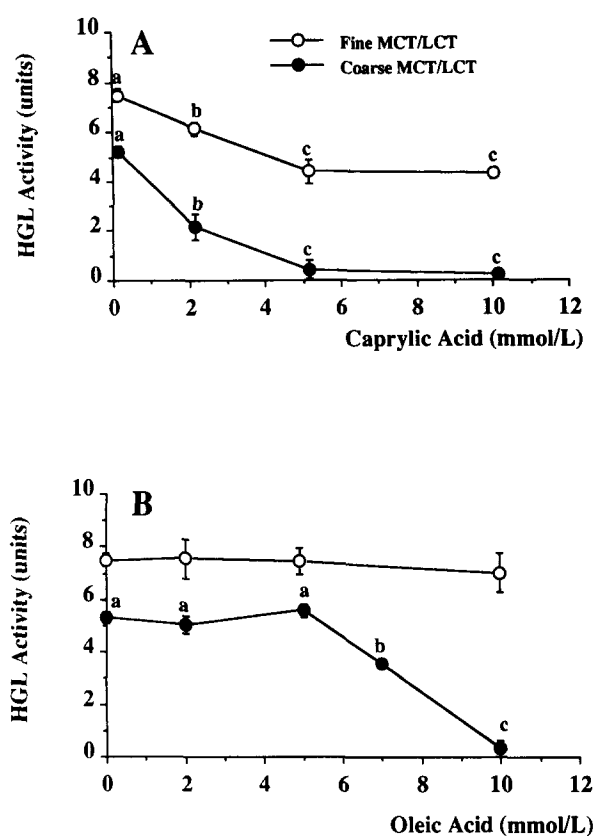 10
A
Fine MCT/LCT
Coarse MCT/LCT
HGL Activity (units)
8
6
4
2
0
a
b
c
c
a
b
c
c
0
2
4
6
8
10
12
Caprylic Acid (mmol/L)
10
B
HGL Activity (units)
8
6
4
2
0
a
a
a
b
c
0
2
4
6
8
10
12
Oleic Acid (mmol/L)